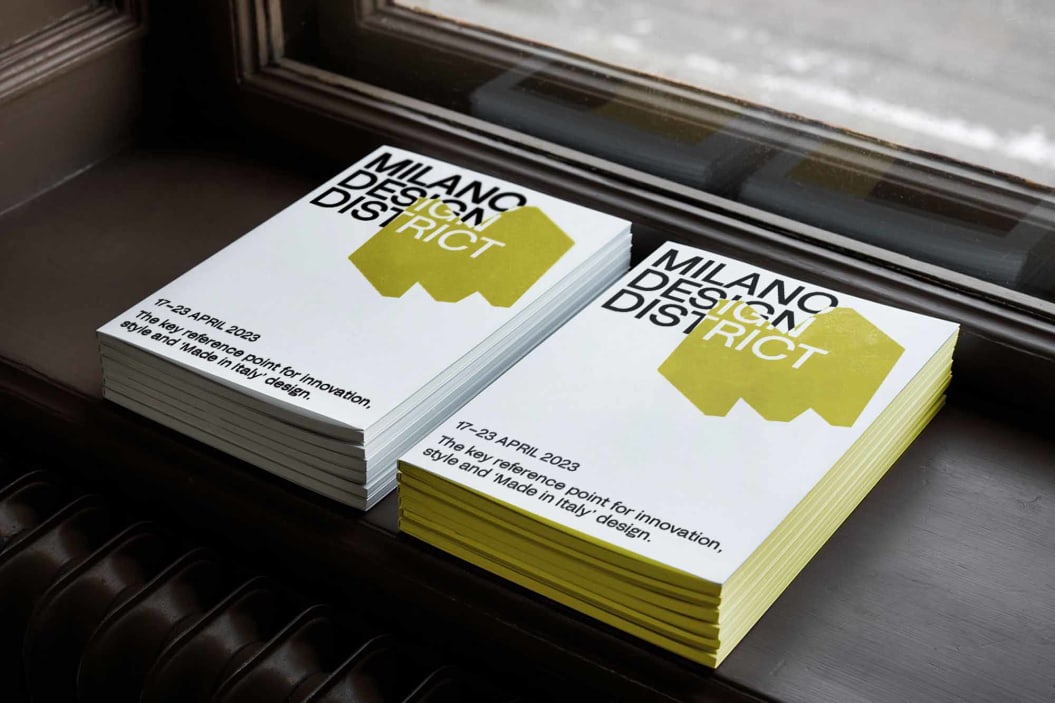 MILANO
DESIGN
DISTRICT
17–23 APRIL 2023
The key reference point for innovation,
style and ‘Made in Italy’ design.
MILANO
DESIGN
DISTRICT
17–23 APRIL 2023
The key reference point for innovation,
style and ‘Made in Italy’ design.